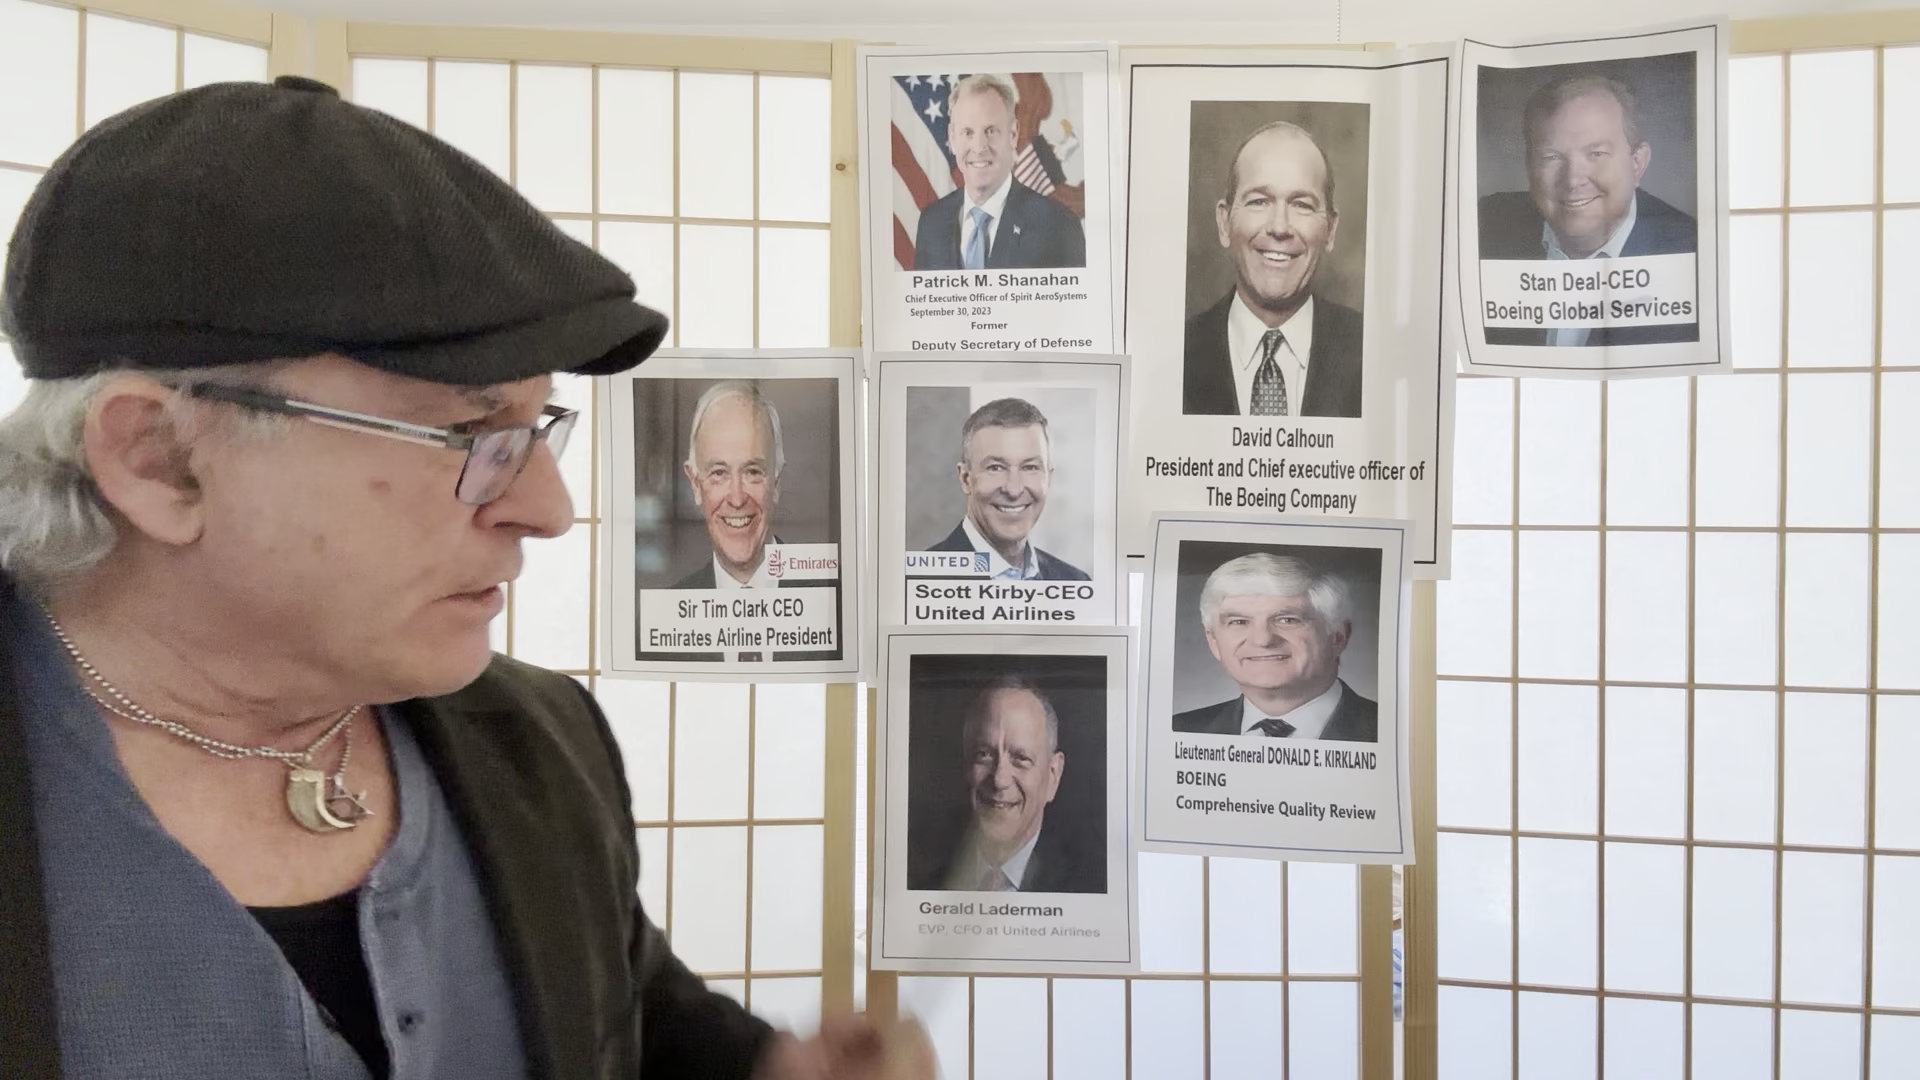 Patrick M. Shanahan
Chief Executive Officer of Spirit AeroSystems
September 30, 2023
Former
Deputy Secretary of Defense
David Calhoun
President and Chief executive officer of
The Boeing Company
Stan Deal-CEO
Boeing Global Services
Emirates
Sir Tim Clark CEO
Emirates Airline President
UNITED
Scott Kirby-CEO
United Airlines
Lieutenant General DONALD E. KIRKLAND
BOEING
Comprehensive Quality Review
Gerald Laderman
EVP, CFO at United Airlines